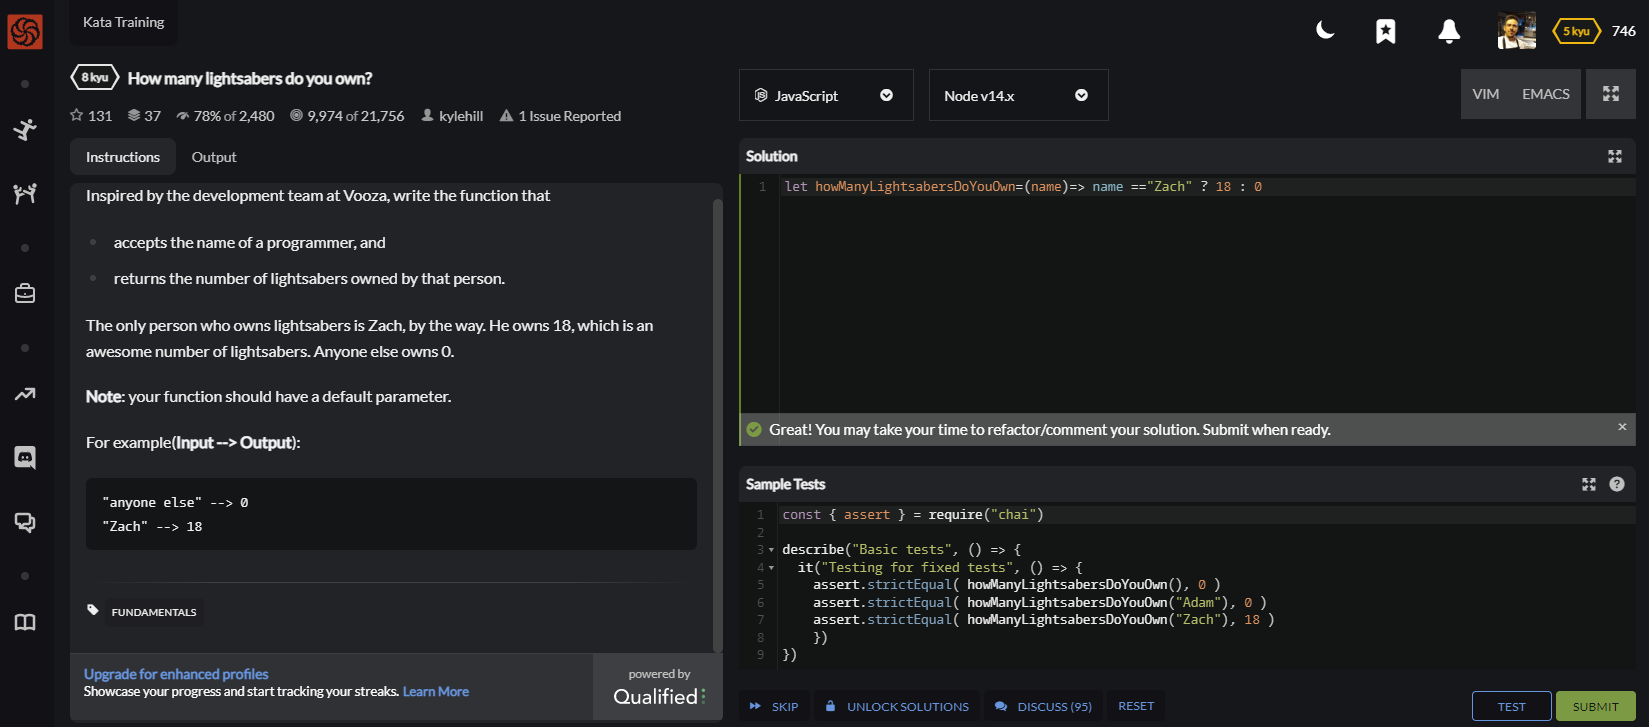 Kata Training
5 kyu 746
8 kyu How many lightsabers do you own?
131 37 78% of 2,480 9,974 of 21,756 kylehill 1 Issue Reported
Instructions Output
Inspired by the development team at Vooza, write the function that
accepts the name of a programmer, and
returns the number of lightsabers owned by that person.
The only person who owns lightsabers is Zach, by the way. He owns 18, which is an
awesome number of lightsabers. Anyone else owns 0.
Note: your function should have a default parameter.
For example(Input --> Output):
"anyone else" --> 0
"Zach" --> 18
FUNDAMENTALS
Upgrade for enhanced profiles
Showcase your progress and start tracking your streaks. Learn More
powered by
Qualified
JavaScript Node v14.x VIM EMACS
Solution
1 let howManyLightsabersDoYouOwn=(name)=> name =="Zach" ? 18 : 0
Great! You may take your time to refactor/comment your solution. Submit when ready.
Sample Tests
1 const { assert } = require("chai")
2
3 describe("Basic tests", () => {
4 it("Testing for fixed tests", () => {
5 assert.strictEqual( howManyLightsabersDoYouOwn(), 0 )
6 assert.strictEqual( howManyLightsabersDoYouOwn("Adam"), 0 )
7 assert.strictEqual( howManyLightsabersDoYouOwn("Zach"), 18 )
8 })
9 })
SKIP UNLOCK SOLUTIONS DISCUSS (95) RESET TEST SUBMIT